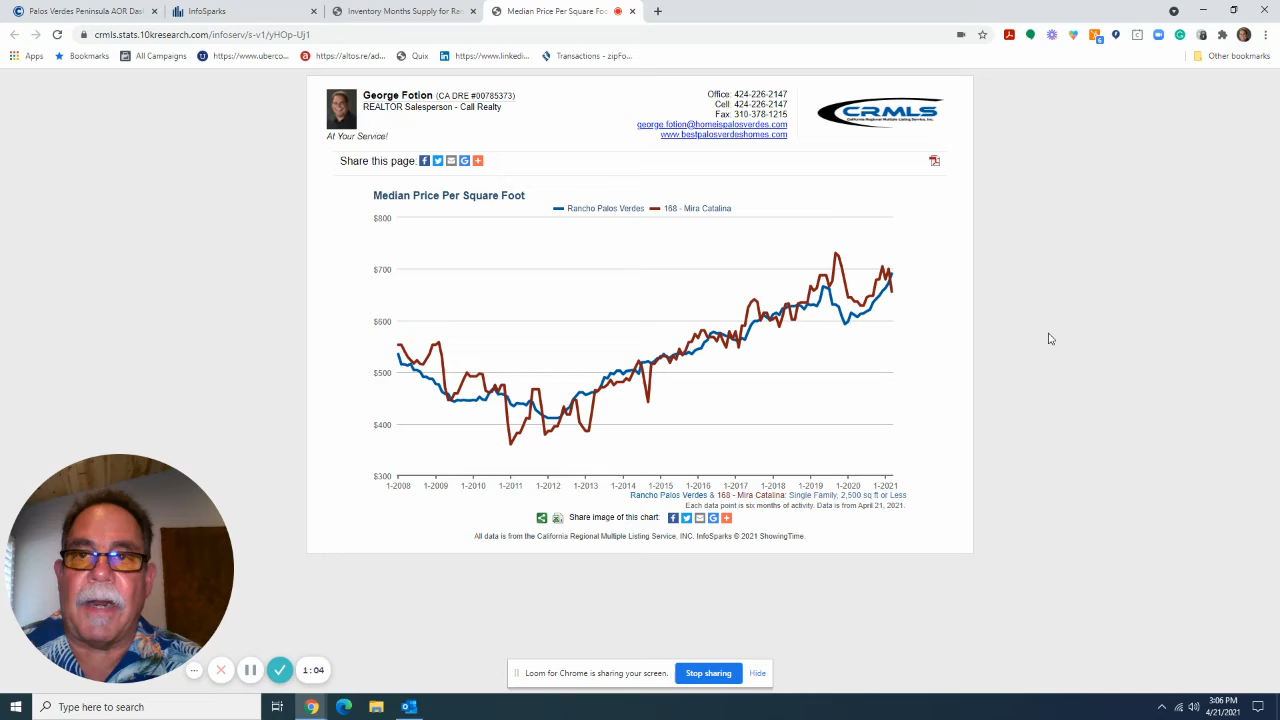 Palos Verdes Peninsula AOR Das
InfoSparks
Inventory Months Supply for Ra
Median Price Per Square Foo
crmls.stats.10kresearch.com/infoserv/s-v1/yHOp-Uj1
Apps
Bookmarks
All Campaigns
https://www.uberco...
https://altos.re/ad...
Quix
https://www.linkedi...
Transactions - zipFo...
Other bookmarks
George Fotion (CA DRE #00785373)
REALTOR Salesperson - Call Realty
At Your Service!
Office: 424-226-2147
Cell: 424-226-2147
Fax: 310-378-1215
george.fotion@homeispalosverdes.com
www.bestpalosverdeshomes.com
CRMLS
California Regional Multiple Listing Service, Inc.
Share this page:
Median Price Per Square Foot
Rancho Palos Verdes 168 - Mira Catalina
$800
$700
$600
$500
$400
$300
1-2008 1-2009 1-2010 1-2011 1-2012 1-2013 1-2014 1-2015 1-2016 1-2017 1-2018 1-2019 1-2020 1-2021
Rancho Palos Verdes & 168 - Mira Catalina: Single Family, 2,500 sq ft or Less
Each data point is six months of activity. Data is from April 21, 2021.
Share image of this chart:
All data is from the California Regional Multiple Listing Service, INC. InfoSparks © 2021 ShowingTime.
1:04
Loom for Chrome is sharing your screen.
Stop sharing
Hide
Type here to search
3:06 PM
4/21/2021